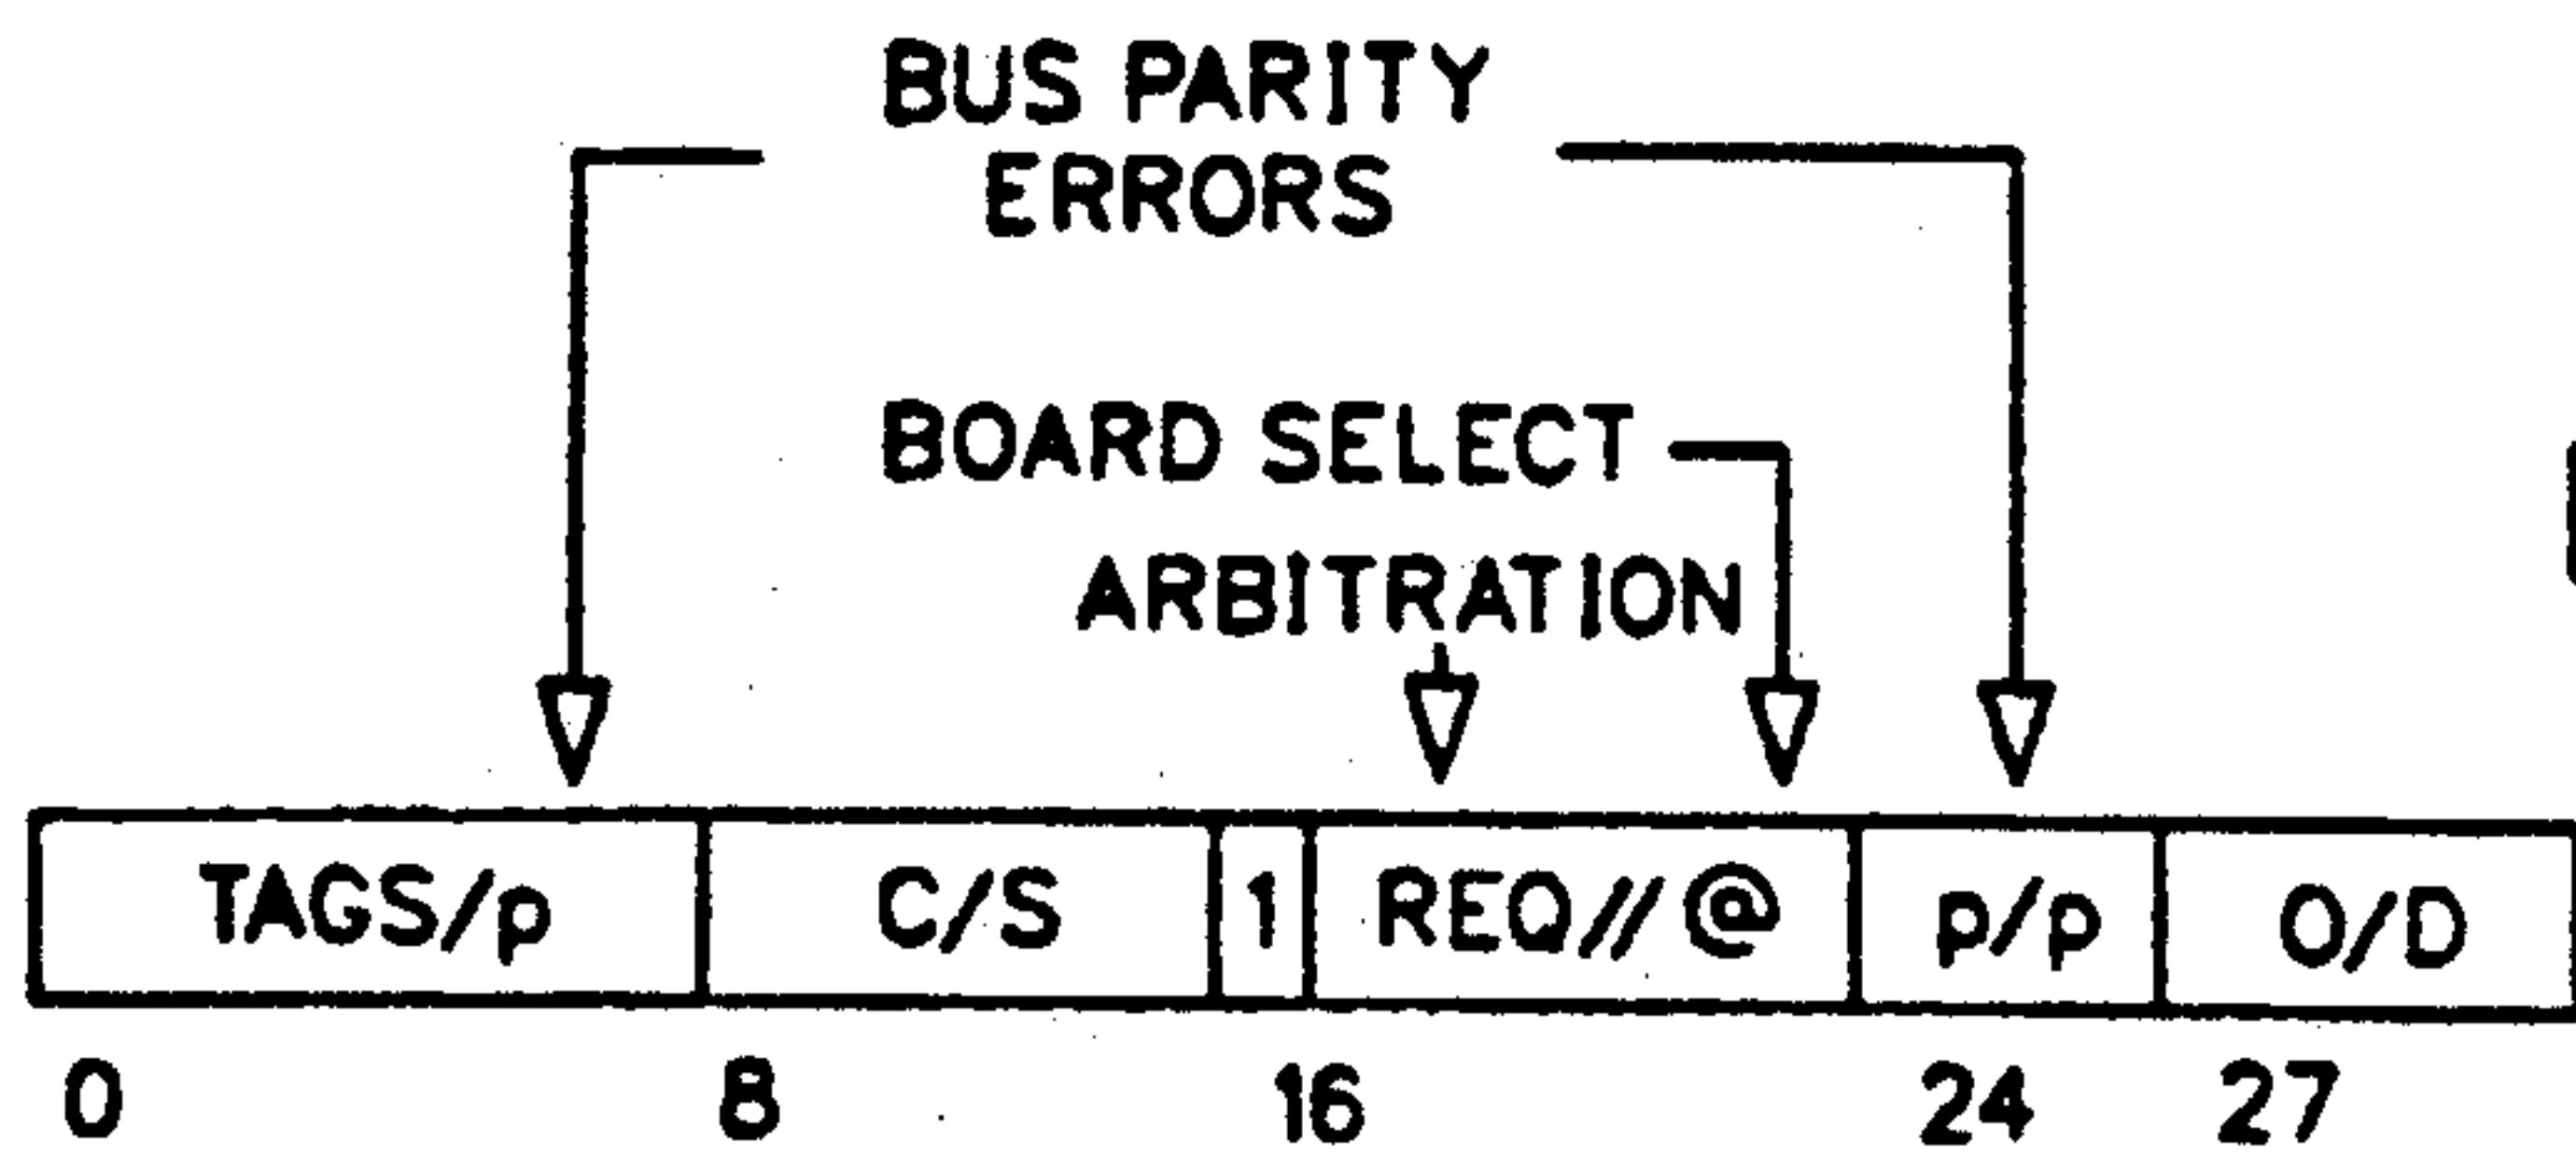 BUS PARITY
ERRORS
BOARD SELECT
ARBITRATION
TAGS/p C/S 1 REQ//@ p/p O/D
0 8 16 24 27